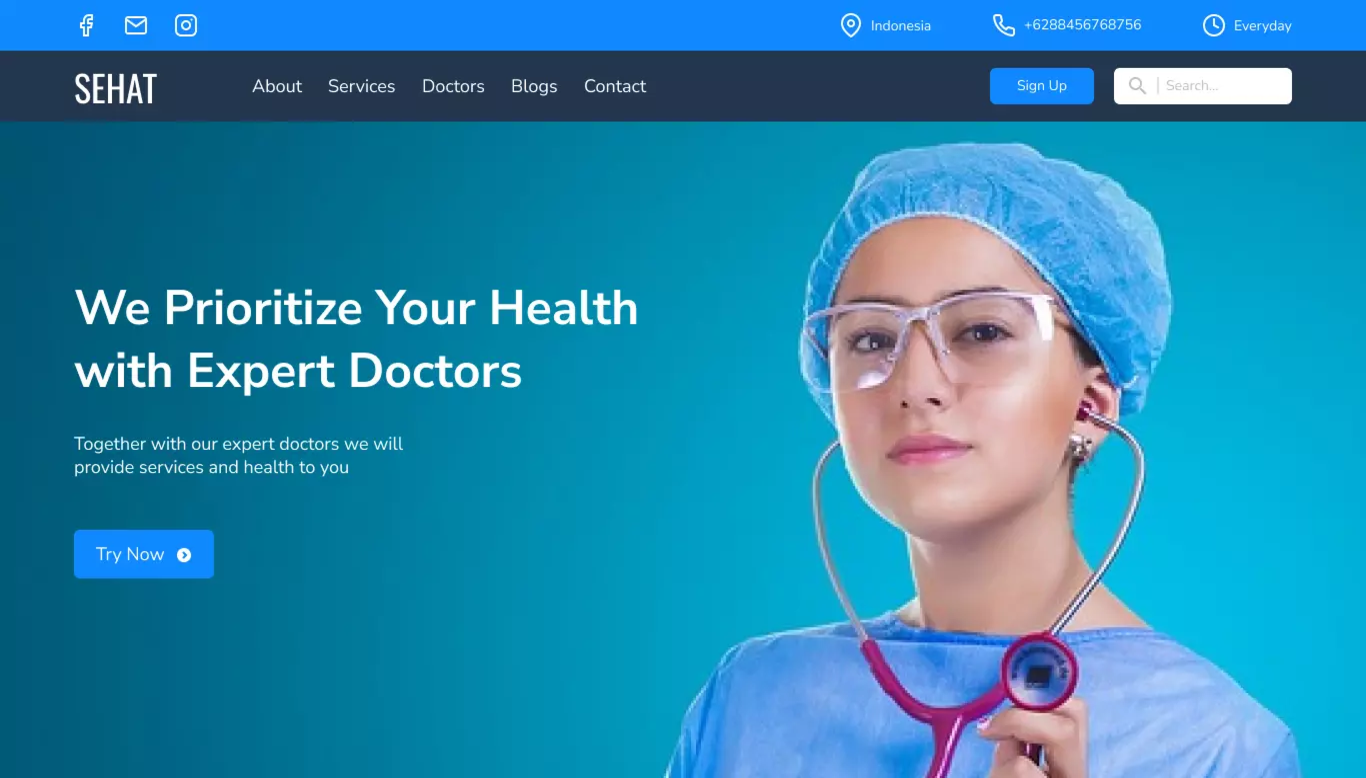 Indonesia
+6288456768756
Everyday
SEHAT
About
Services
Doctors
Blogs
Contact
Sign Up
Search...
We Prioritize Your Health
with Expert Doctors
Together with our expert doctors we will
provide services and health to you
Try Now